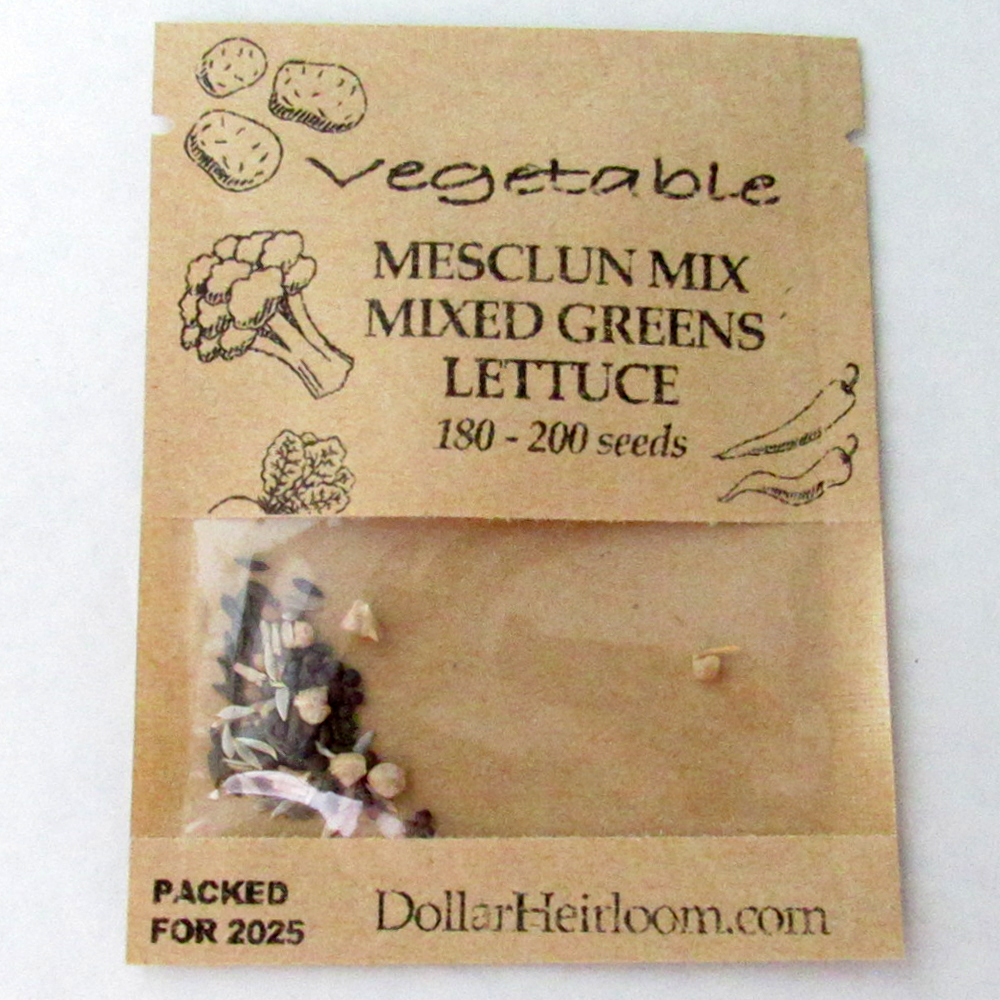 vegetable
MESCLUN MIX
MIXED GREENS
LETTUCE
180 - 200 seeds
PACKED
FOR 2025
DollarHeirloom.com